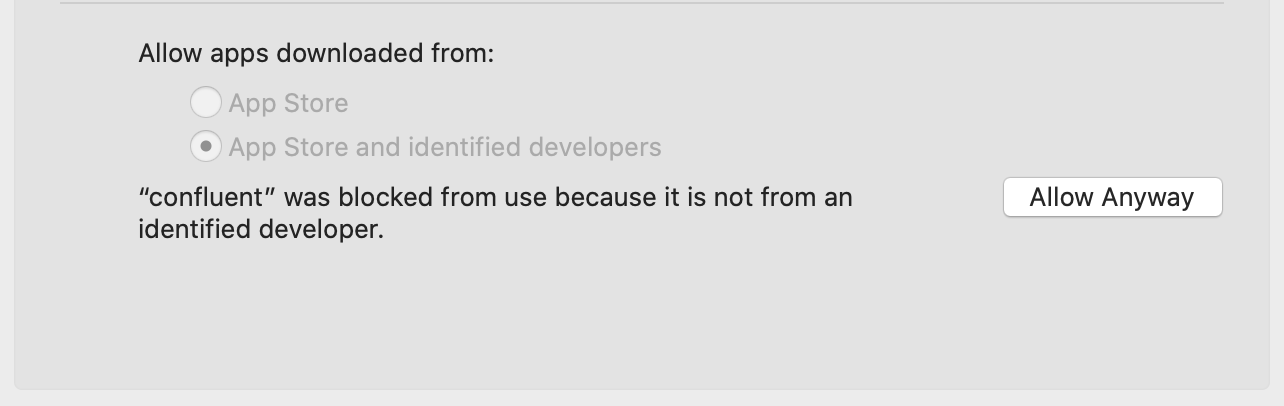 Allow apps downloaded from:
App Store
App Store and identified developers
“confluent” was blocked from use because it is not from an
identified developer.
Allow Anyway